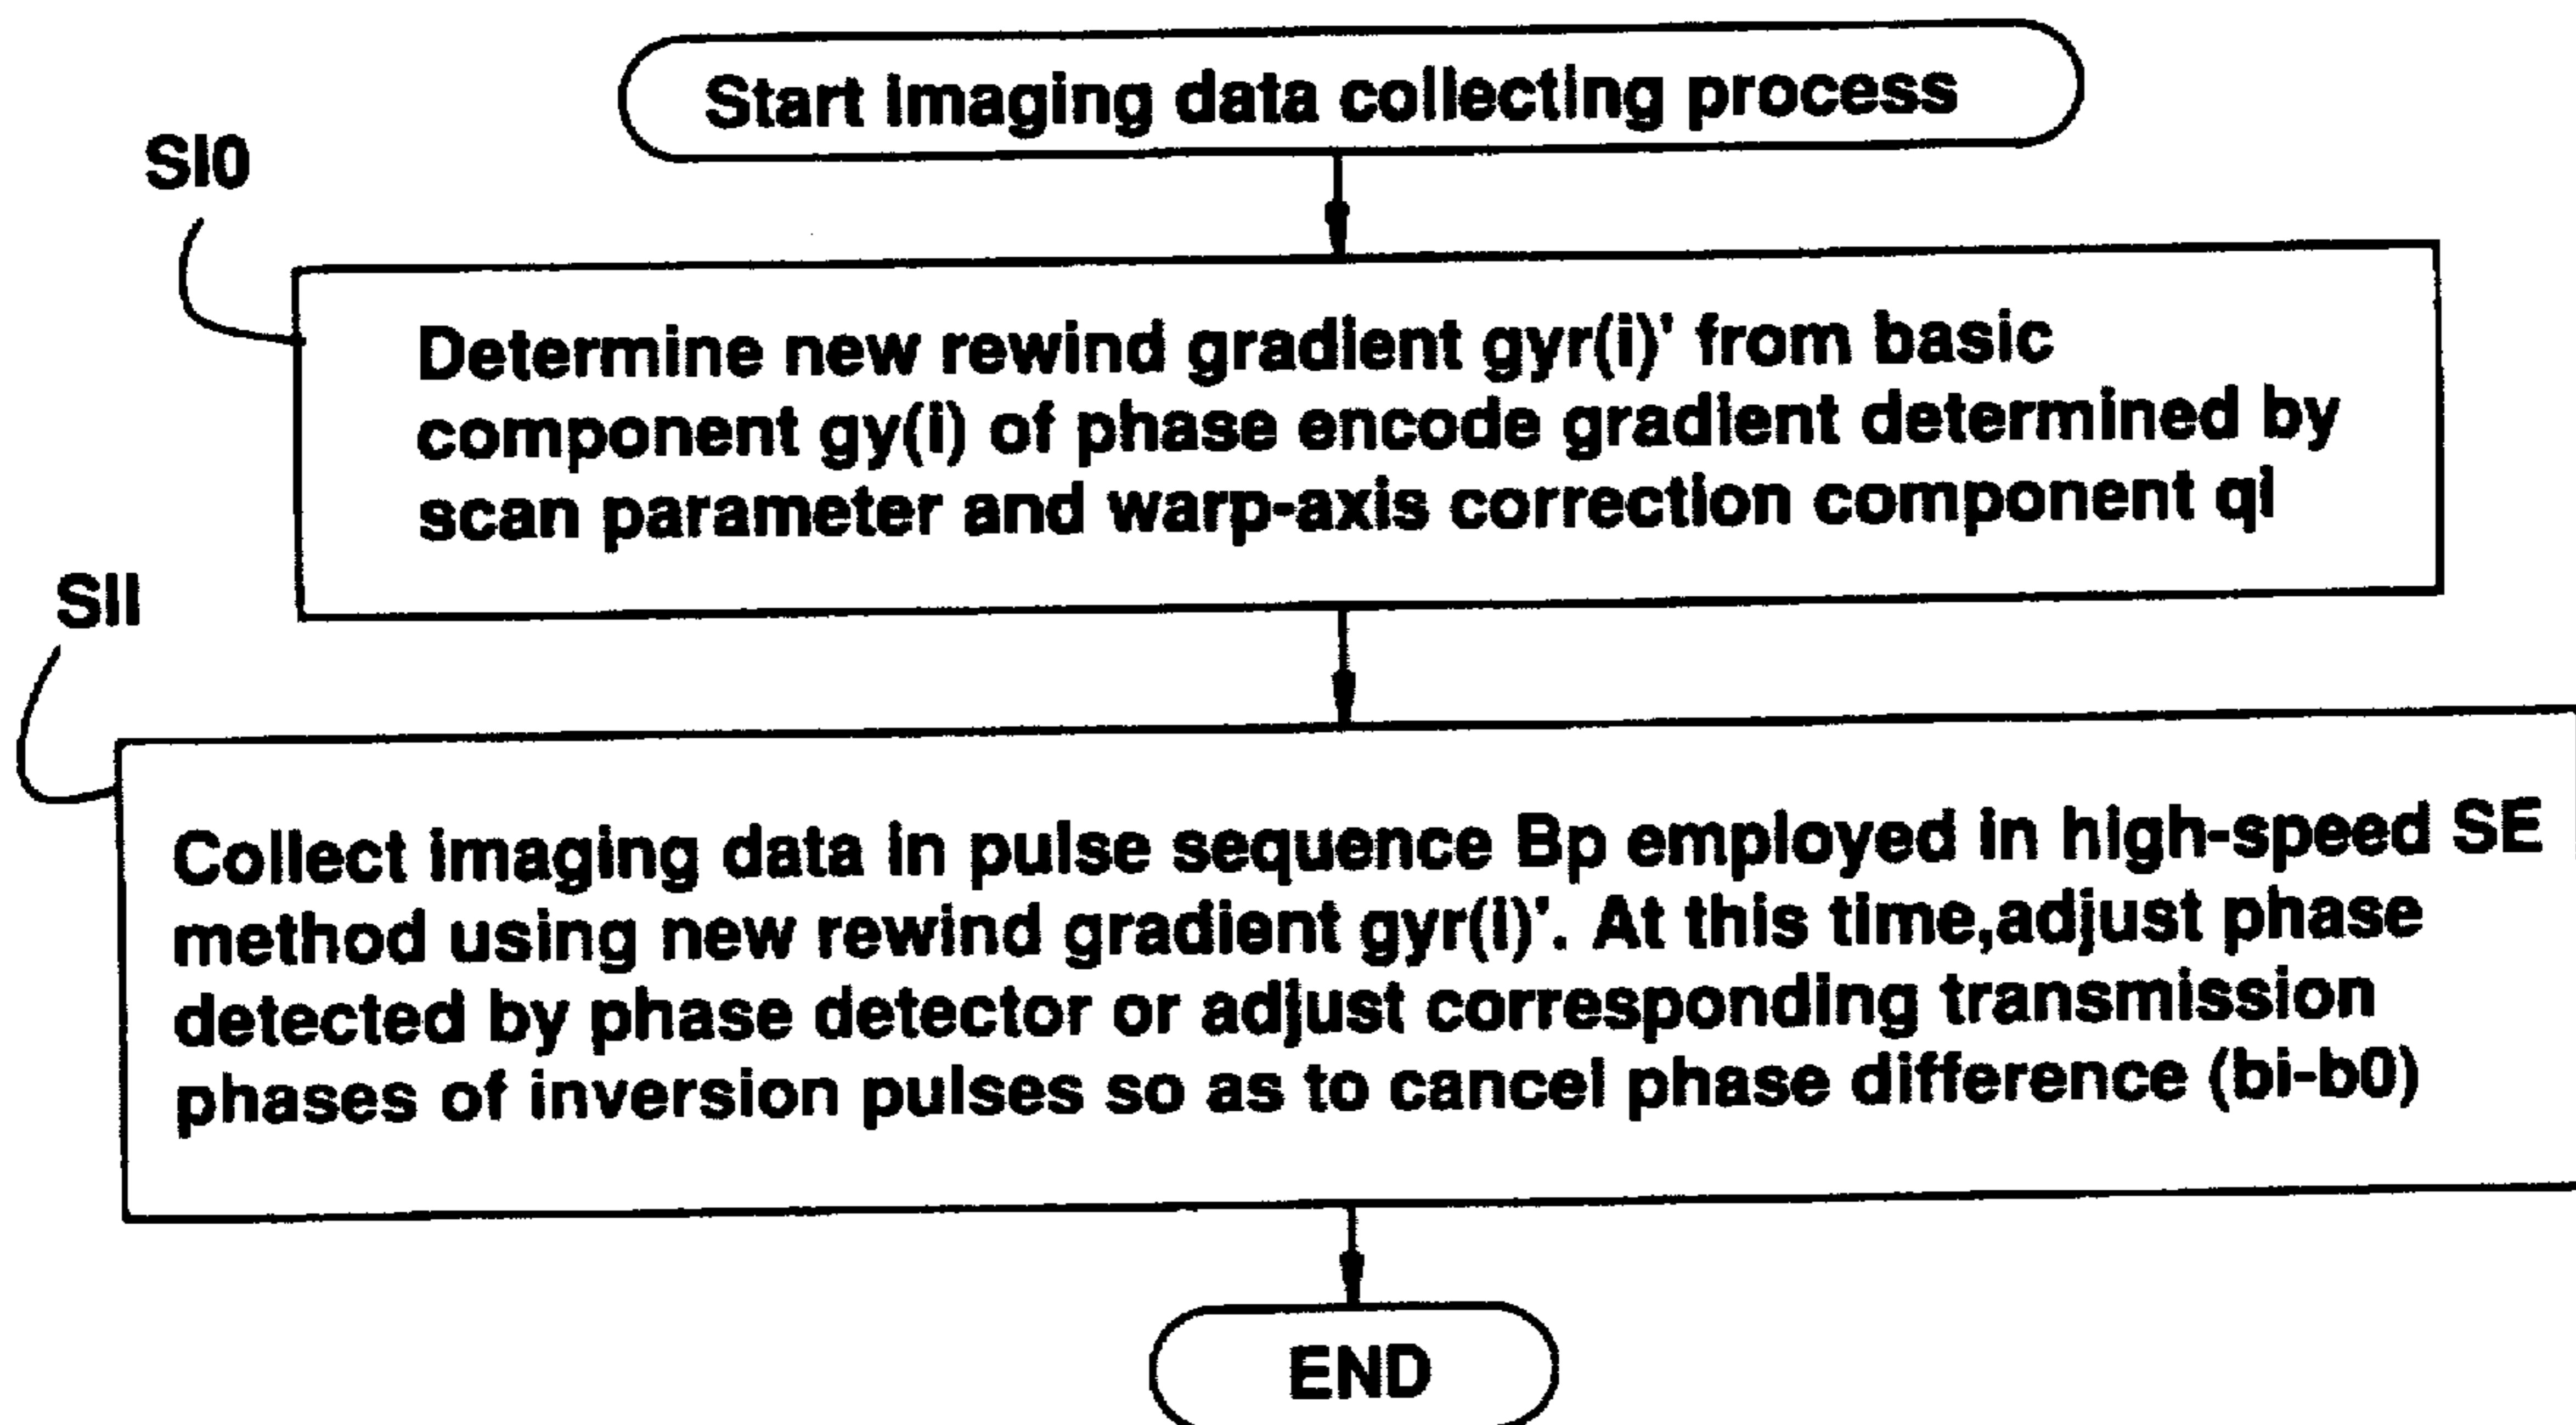 Start imaging data collecting process
SI0
Determine new rewind gradient gyr(i)' from basic
component gy(i) of phase encode gradient determined by
scan parameter and warp-axis correction component qi
SII
Collect imaging data in pulse sequence Bp employed in high-speed SE
method using new rewind gradient gyr(i)'. At this time,adjust phase
detected by phase detector or adjust corresponding transmission
phases of inversion pulses so as to cancel phase difference (bi-b0)
END